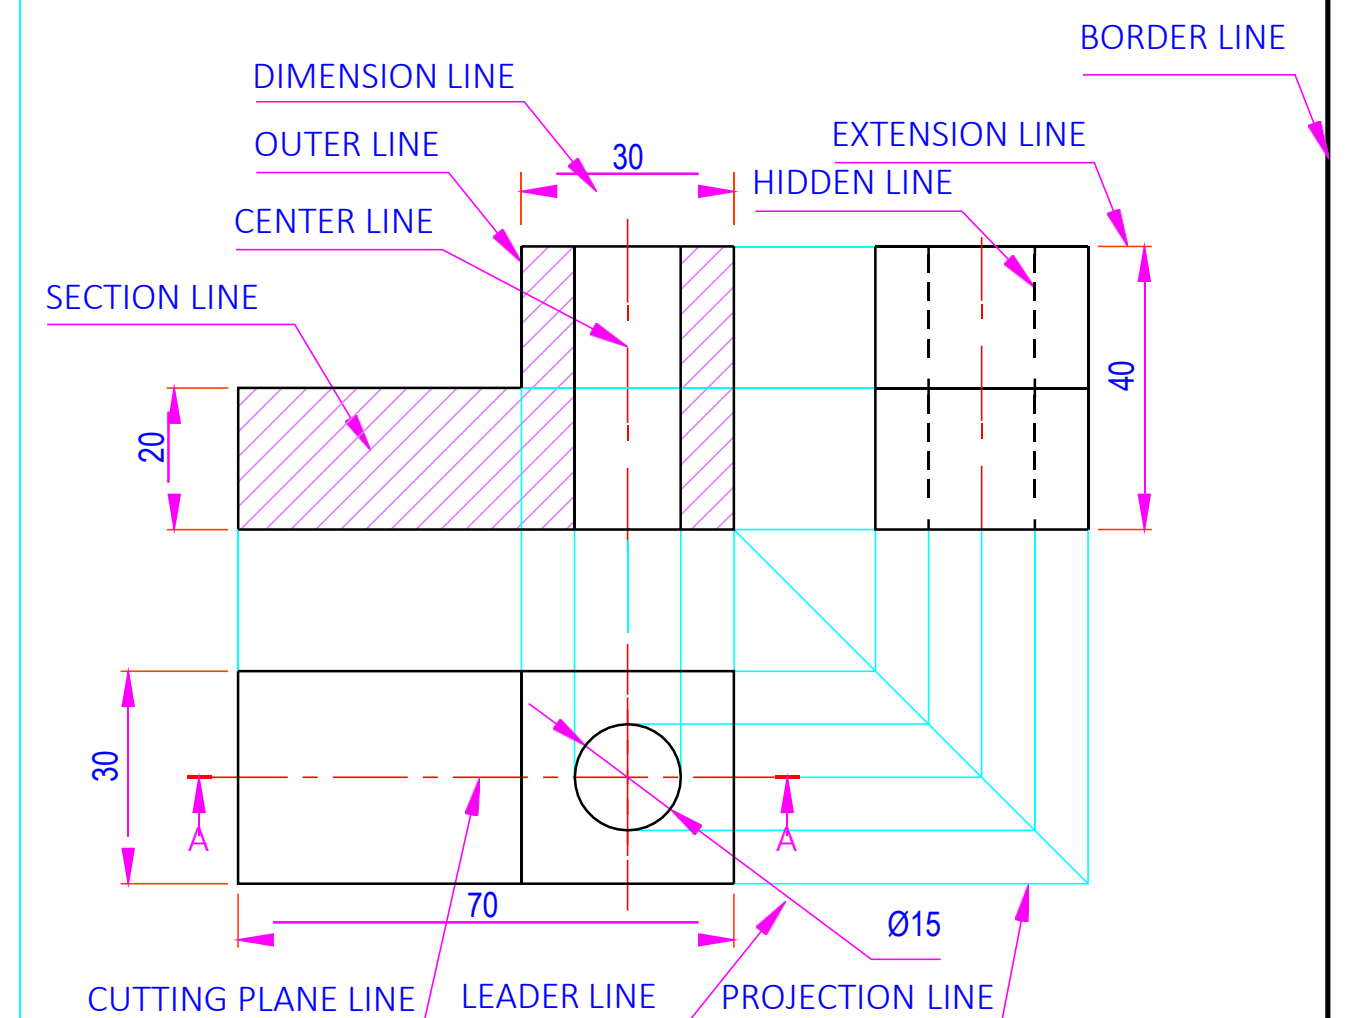 BORDER LINE
DIMENSION LINE
EXTENSION LINE
OUTER LINE
30
HIDDEN LINE
CENTER LINE
SECTION LINE
40
20
30
A
A
70
Ø15
CUTTING PLANE LINE
LEADER LINE
PROJECTION LINE